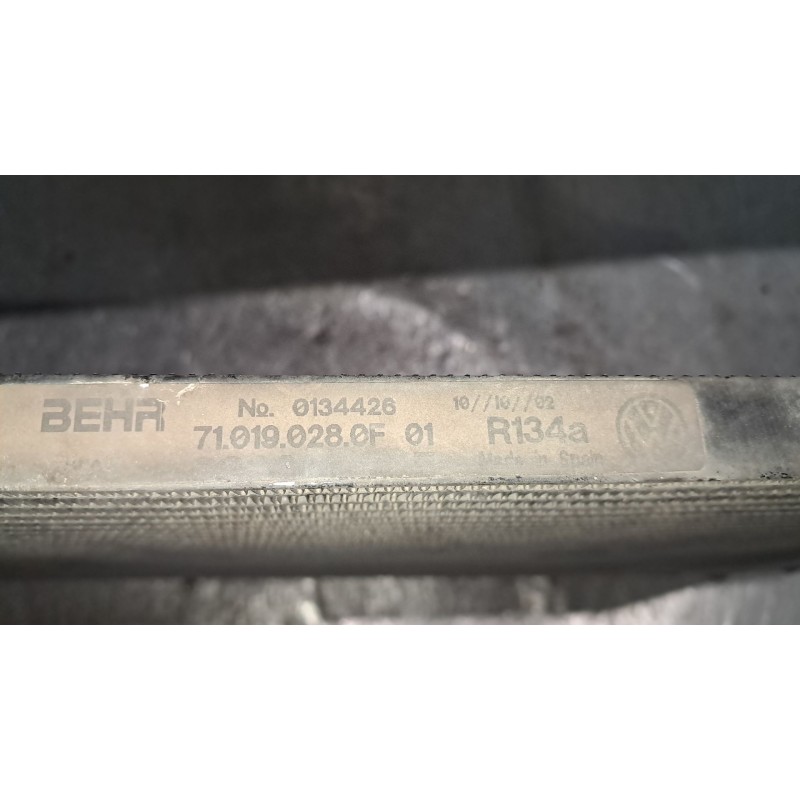 BEHR
No. 0134426
71.019.028.0F 01
10//10//02
R134a
Made in Spain